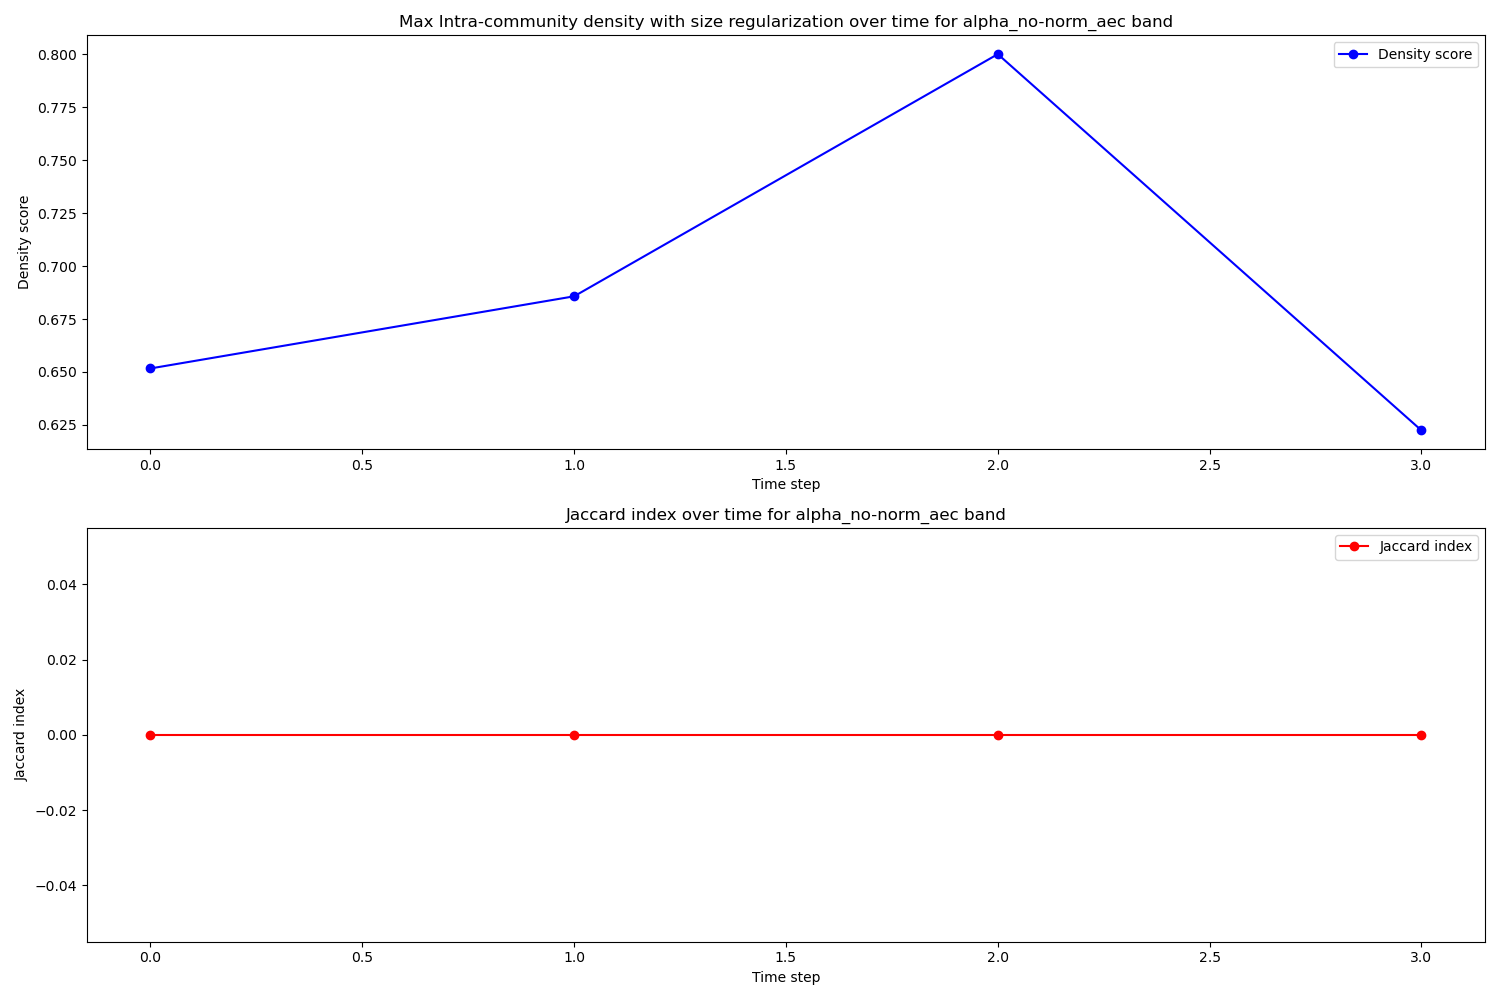 Max Intra-community density with size regularization over time for alpha_no-norm_aec band
Density score
0.800
0.775
0.750
0.725
0.700
0.675
0.650
0.625
Density score
0.0 0.5 1.0 1.5 2.0 2.5 3.0
Time step
Jaccard index over time for alpha_no-norm_aec band
Jaccard index
0.04
0.02
0.00
−0.02
−0.04
Jaccard index
0.0 0.5 1.0 1.5 2.0 2.5 3.0
Time step